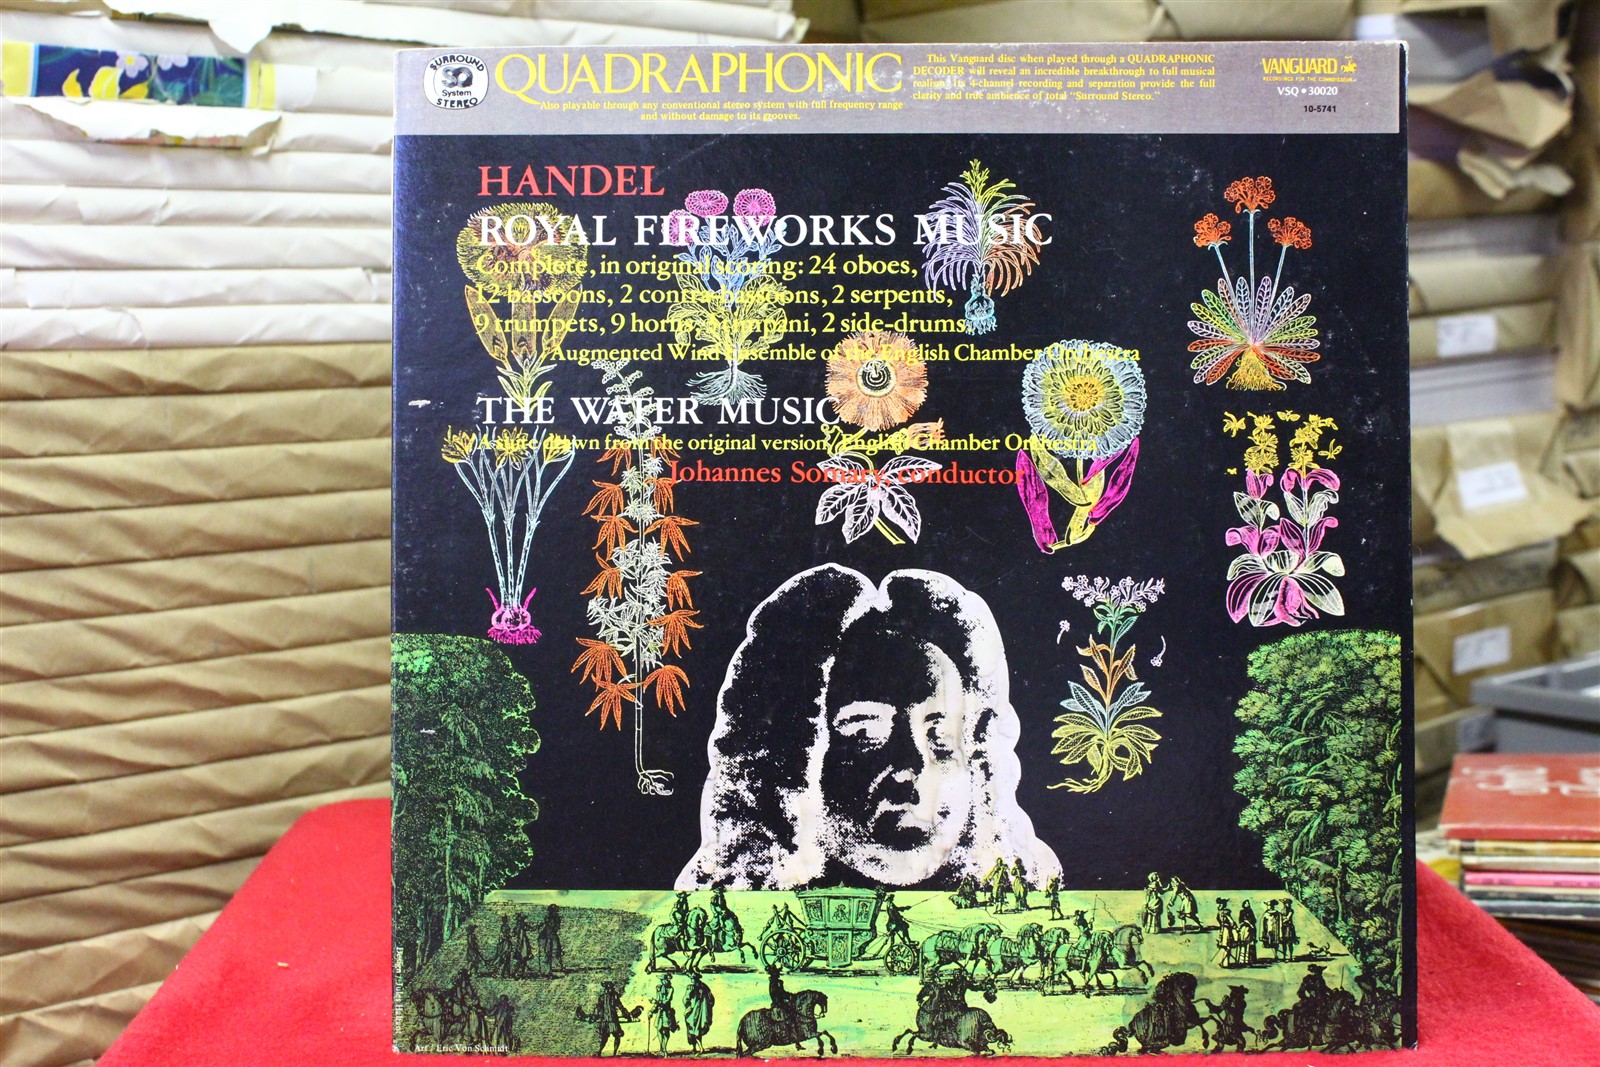 SURROUND
SQ
System
STEREO
QUADRAPHONIC
Also playable through any conventional stereo system with full frequency range
and without damage to its grooves.
This Vanguard disc when played through a QUADRAPHONIC
DECODER will reveal an incredible breakthrough to full musical
realism. Its 4-channel recording and separation provide the full
clarity and true ambience of total "Surround Stereo."
VANGUARD
RECORDINGS FOR THE CONNOISSEUR
VSQ • 30020
10-5741
HANDEL
ROYAL FIREWORKS MUSIC
Complete, in original scoring: 24 oboes,
12 bassoons, 2 contra-bassoons, 2 serpents,
9 trumpets, 9 horns, 3 timpani, 2 side-drums,
Augmented Wind Ensemble of the English Chamber Orchestra
THE WATER MUSIC
A suite drawn from the original version/English Chamber Orchestra
Johannes Somary, conductor
Design / Jules Halfant
Art / Eric Von Schmidt